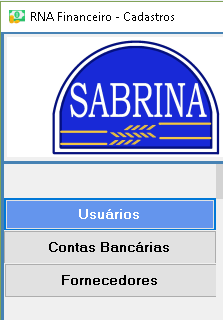 RNA Financeiro - Cadastros
SABRINA
Usuários
Contas Bancárias
Fornecedores